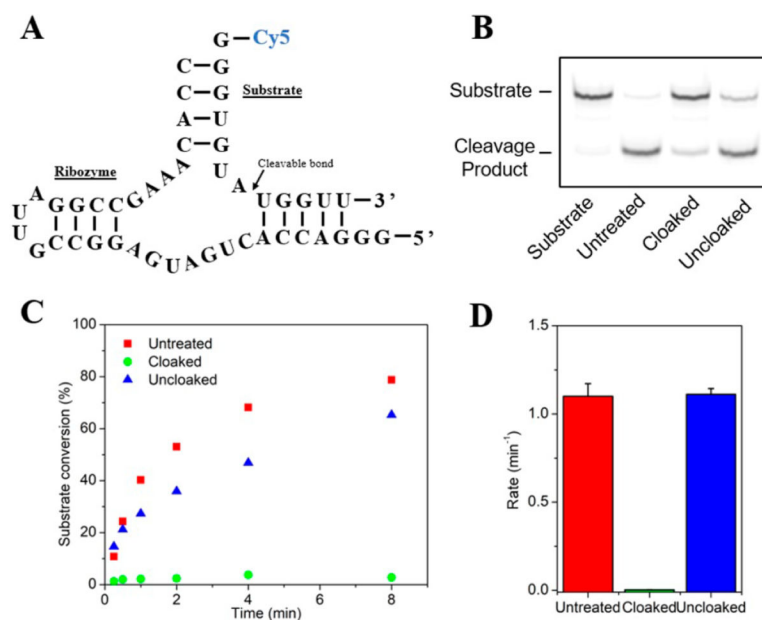 A
G–Cy5
C–G
C–G
Substrate
A–U
C–G
A U
Cleavable bond
Ribozyme
A G G C C G A A
A U G G U U–3’
U U
G C C G G A G U A G U C A C C A G G G–5’
B
Substrate
Cleavage
Product
Substrate Untreated Cloaked Uncloaked
C
Untreated
Cloaked
Uncloaked
Substrate conversion (%)
100
80
60
40
20
0
0 2 4 6 8
Time (min)
D
Rate (min⁻¹)
1.5
1.0
0.5
0.0
Untreated Cloaked Uncloaked